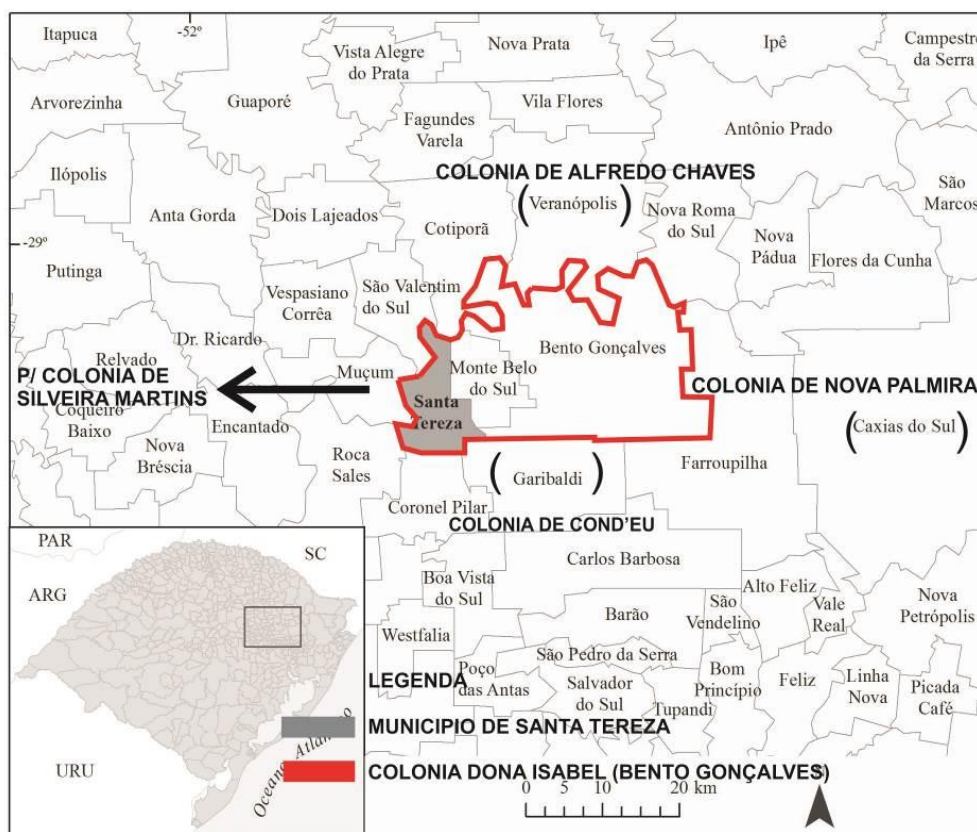 -52º
Itapuca
Nova Prata
Ipê
Campestre
da Serra
Vista Alegre
do Prata
Arvorezinha
Guaporé
Vila Flores
Fagundes
Varela
Antônio Prado
Ilópolis
COLONIA DE ALFREDO CHAVES
(Veranópolis)
São
Marcos
Anta Gorda
Dois Lajeados
Cotiporã
Nova Roma
do Sul
Nova
Pádua
-29º
Putinga
Flores da Cunha
Vespasiano
Corrêa
São Valentim
do Sul
Dr. Ricardo
Bento Gonçalves
Relvado
Muçum
Monte Belo
do Sul
P/ COLONIA DE
SILVEIRA MARTINS
COLONIA DE NOVA PALMIRA
Santa
Tereza
Coqueiro
Baixo
Encantado
(Caxias do Sul)
Nova
Bréscia
Roca
Sales
(Garibaldi)
Farroupilha
Coronel Pilar
COLONIA DE COND'EU
PAR
SC
Carlos Barbosa
ARG
Boa Vista
do Sul
Alto Feliz
Nova
Petrópolis
Barão
São
Vendelino
Vale
Real
Westfalia
São Pedro da Serra
Poço
das Antas
Salvador
do Sul
Tupandi
Bom
Princípio
Feliz
Linha
Nova
Picada
Café
LEGENDA
MUNICIPIO DE SANTA TEREZA
URU
Oceano Atlântico
COLONIA DONA ISABEL (BENTO GONÇALVES)
0 5 10 20 km